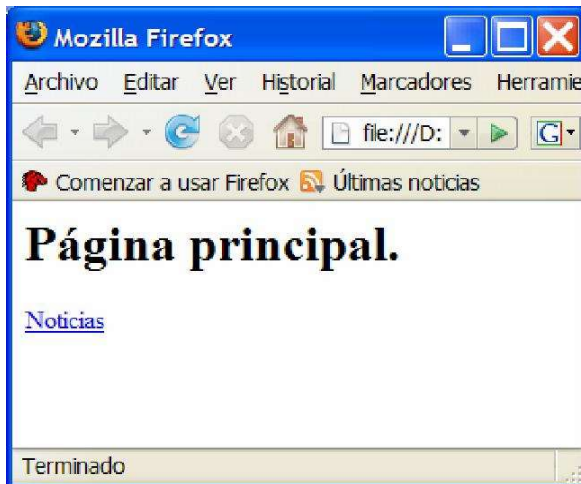 Mozilla Firefox
Archivo Editar Ver Historial Marcadores Herramie
file:///D: G
Comenzar a usar Firefox Últimas noticias
Página principal.
Noticias
Terminado